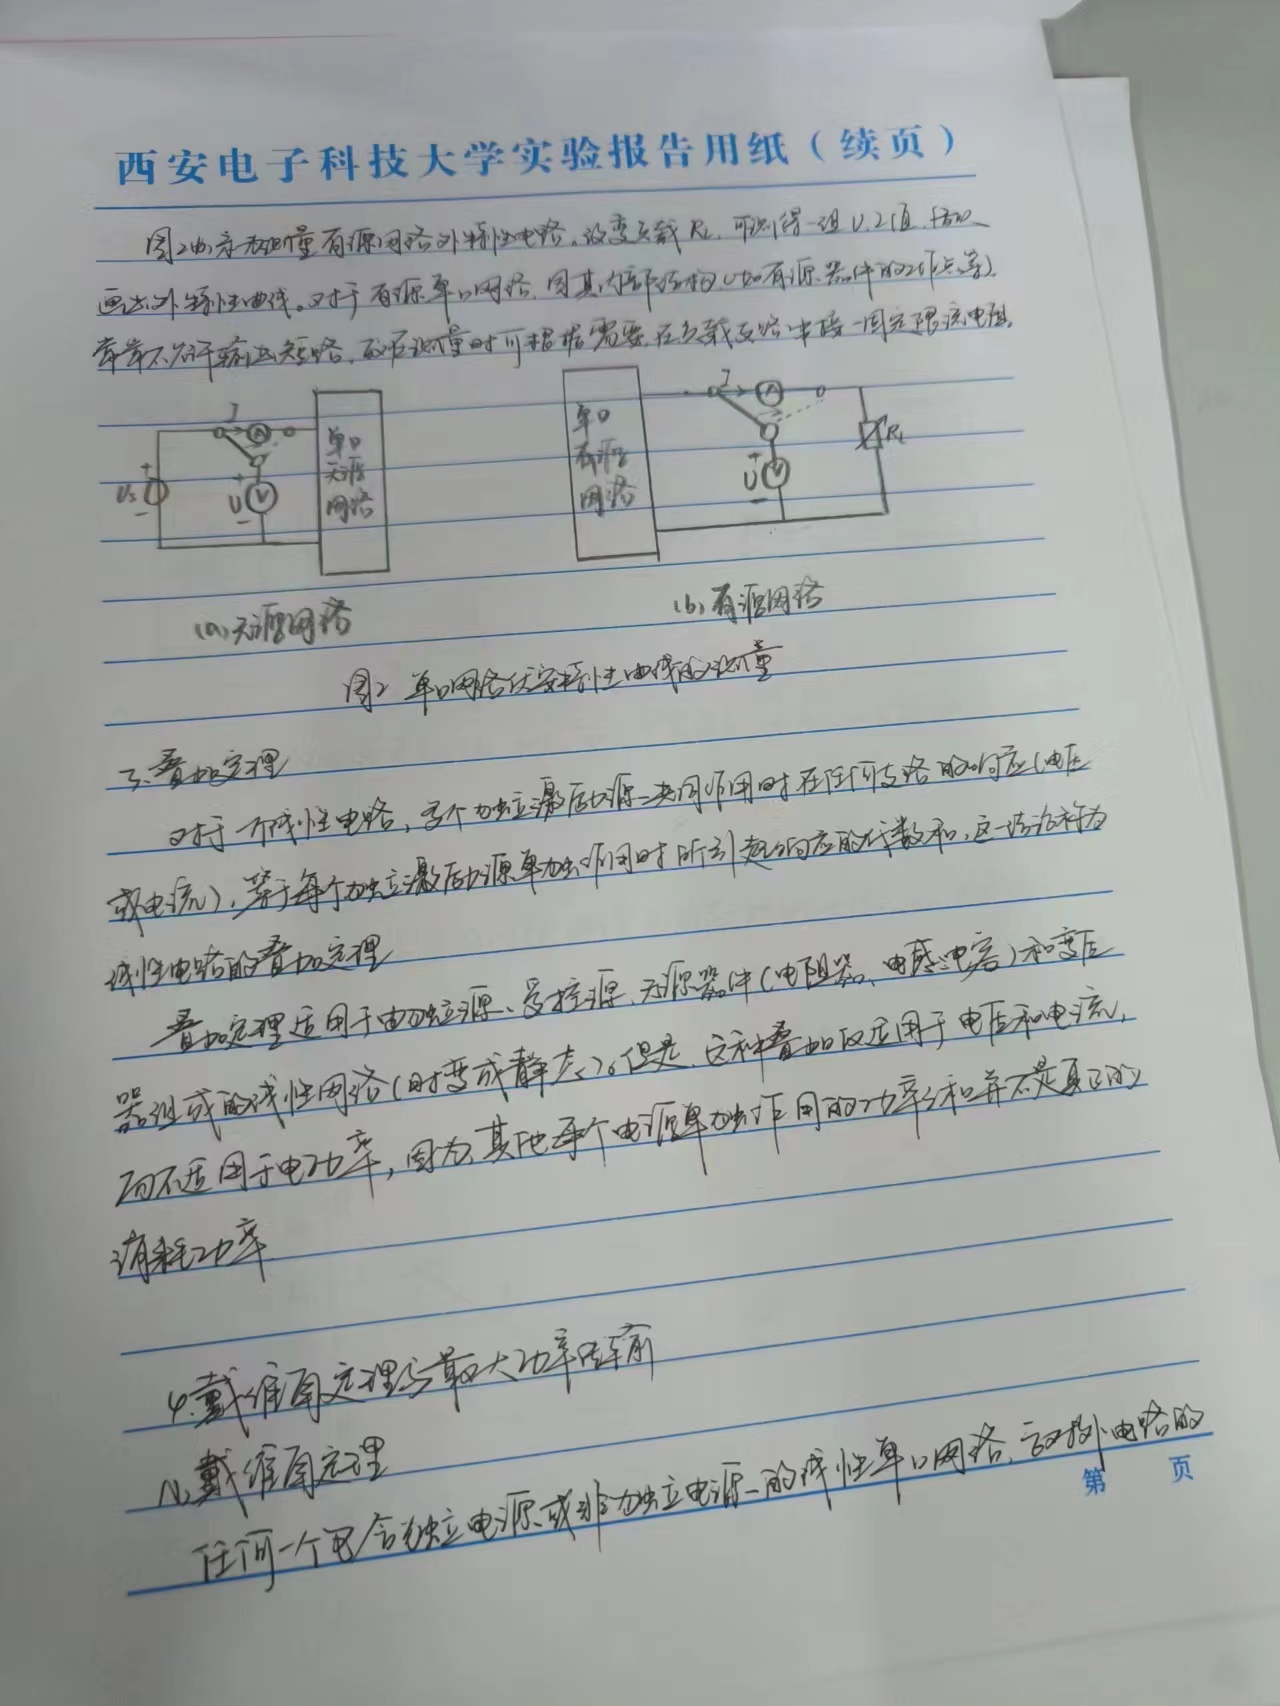 西安电子科技大学实验报告用纸（续页）
图2(b)示为测量有源网络外特性电路。改变负载RL,可测得一组U、I值,
画出外特性曲线。对于有源单口网络,因其内部结构(如有源器件的工作点等)
常常不允许输出短路,故在测量时可根据需要在负载支路串接一固定限流电阻。
I A
I A
单口
无源
网络
单口
有源
网络
Us + -
U + - V
U + - V
RL
(a)无源网络
(b)有源网络
图2 单口网络伏安特性曲线的测量
3、叠加定理
对于一个线性电路,多个独立激励源共同作用时在任何支路的响应(电压
或电流),等于每个独立激励源单独作用时所引起响应的代数和,这一结论称为
线性电路的叠加定理
叠加定理适用于由独立源、受控源、无源器件(电阻器、电感、电容)和变压
器组成的线性网络(时变或静态)。但是,这种叠加仅适用于电压和电流,
而不适用于电功率,因为,其他每个电源单独作用的功率之和并不是真正的
消耗功率
4.戴维南定理与最大功率传输
(1)戴维南定理
任何一个包含独立电源或非独立电源的线性单口网络,
第 页